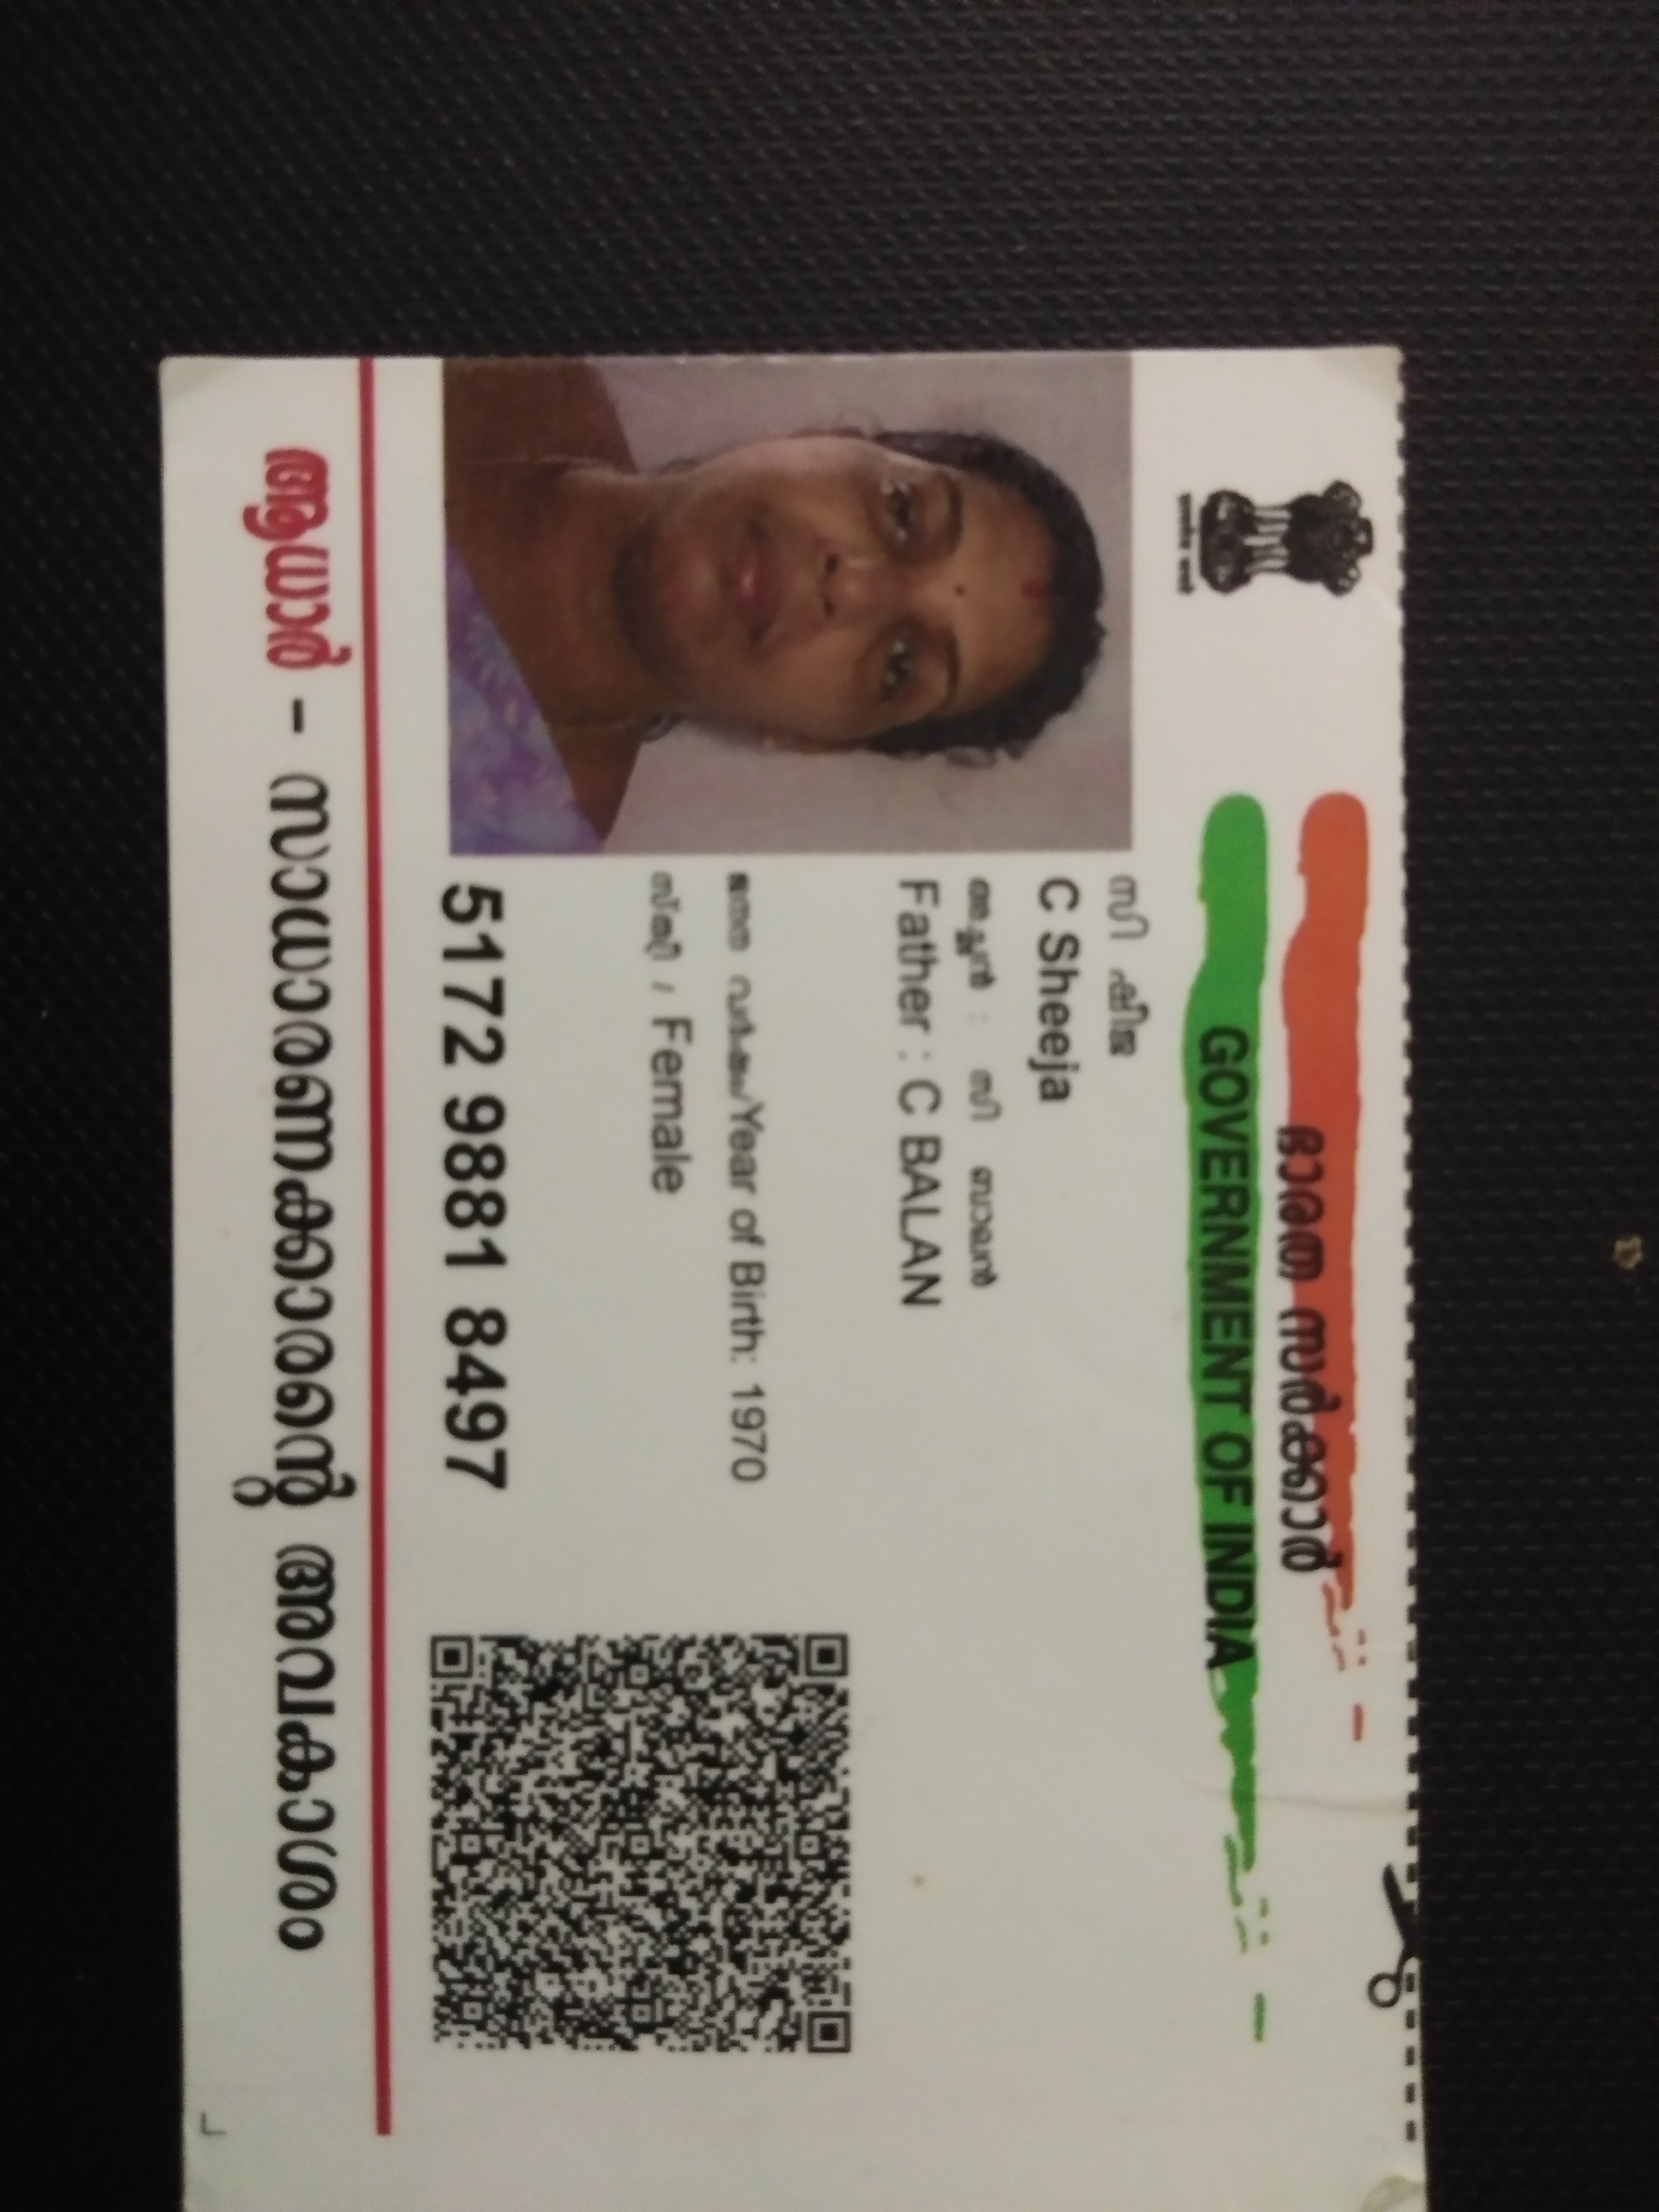 ഭാരത സർക്കാർ
GOVERNMENT OF INDIA
സി ഷീജ
C Sheeja
അച്ഛൻ : സി ബാലൻ
Father : C BALAN
ജനന വർഷം/Year of Birth: 1970
സ്ത്രീ / Female
5172 9881 8497
ആധാർ - സാധാരണക്കാരന്റെ അവകാശം